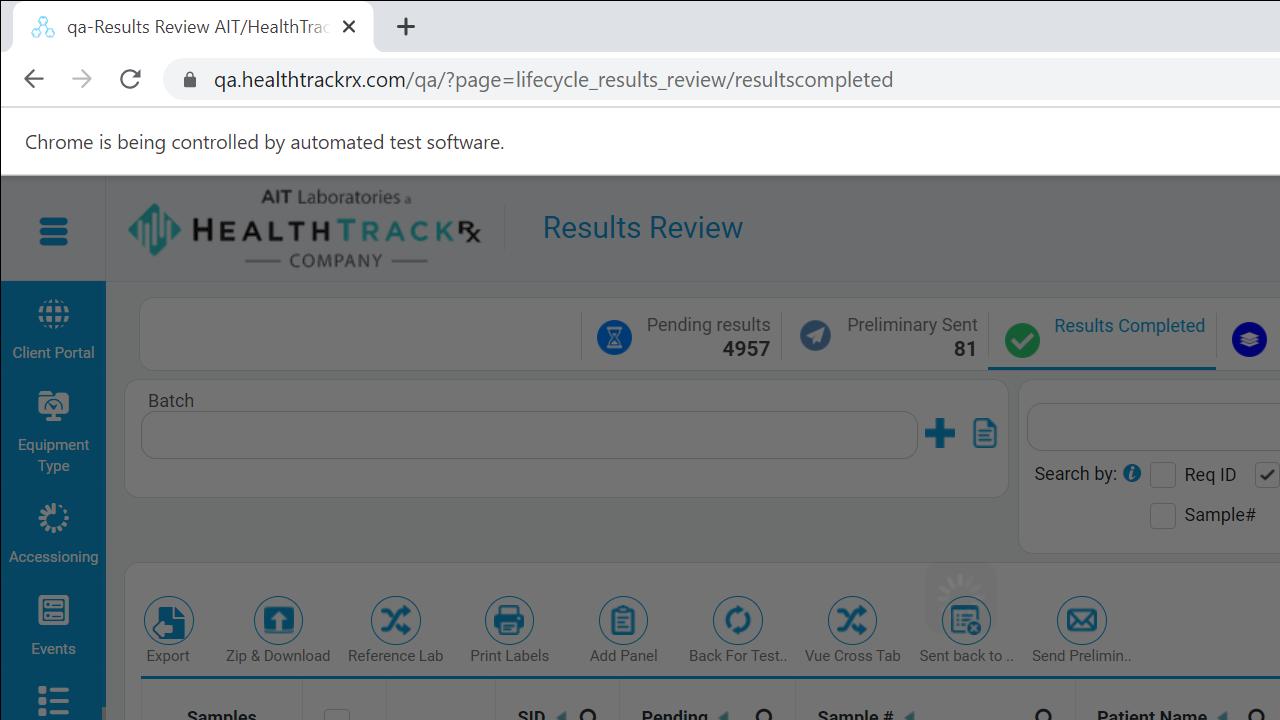 qa-Results Review AIT/HealthTrac
qa.healthtrackrx.com/qa/?page=lifecycle_results_review/resultscompleted
Chrome is being controlled by automated test software.
AIT Laboratories a
HEALTHTRACKRx
COMPANY
Results Review
Client Portal
Equipment
Type
Accessioning
Events
Pending results
4957
Preliminary Sent
81
Results Completed
Batch
Search by:
Req ID
Sample#
Export
Zip & Download
Reference Lab
Print Labels
Add Panel
Back For Test..
Vue Cross Tab
Sent back to ..
Send Prelimin..
Samples
SID
Pending
Sample #
Patient Name